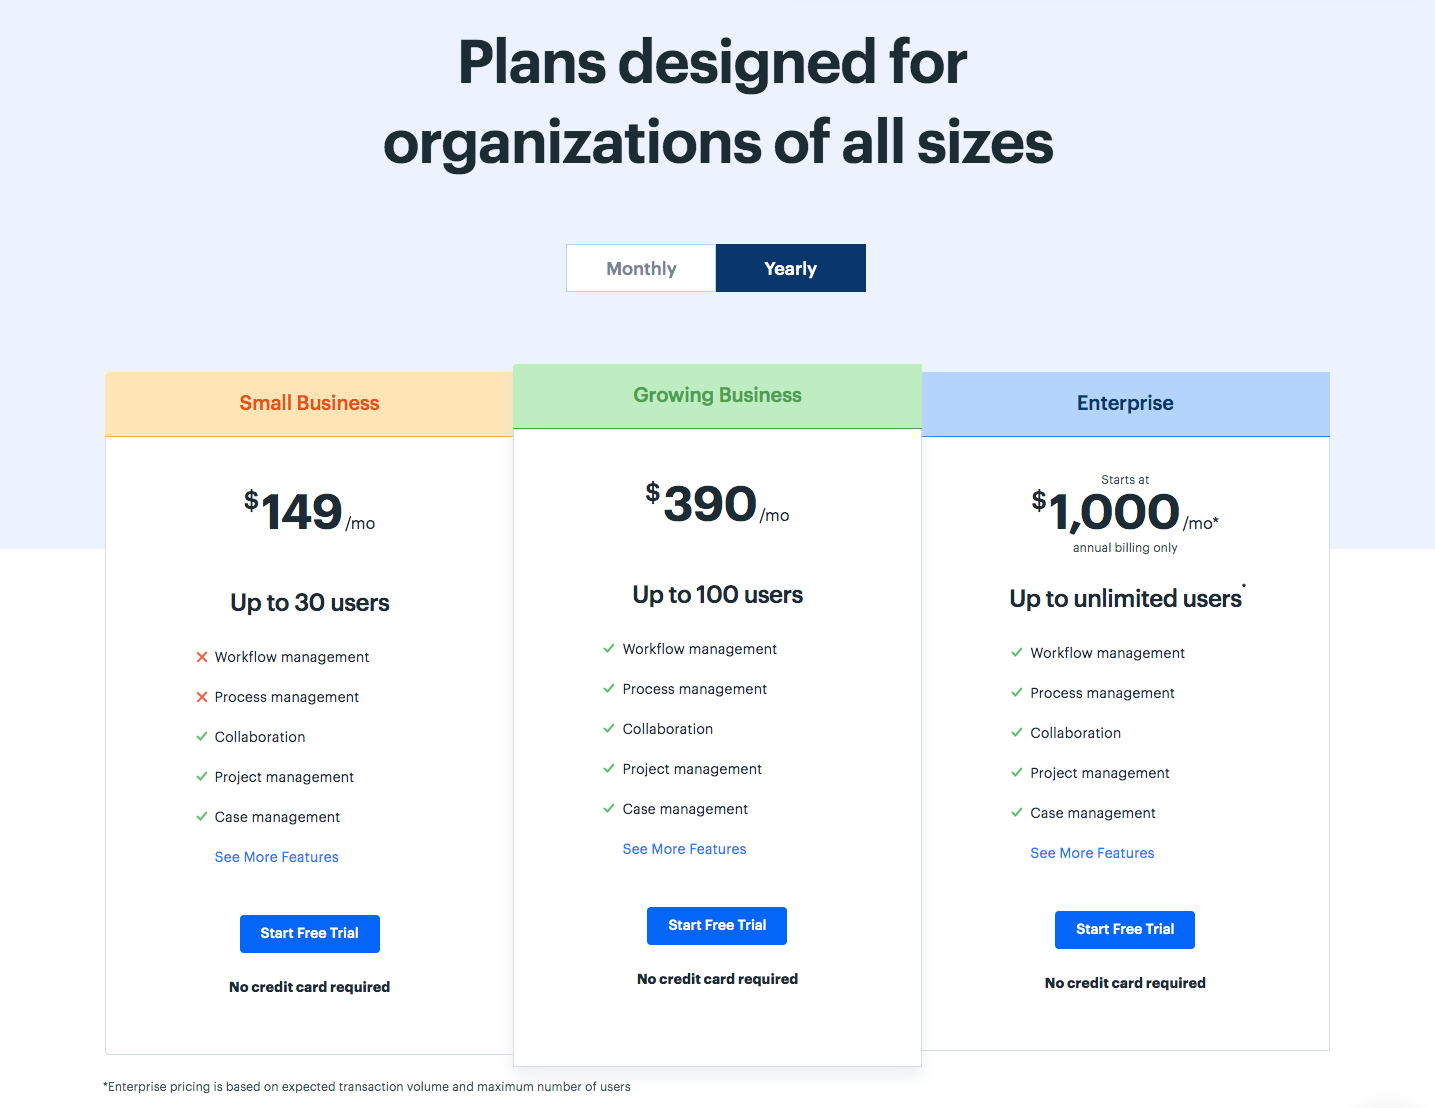 Plans designed for
organizations of all sizes
Monthly
Yearly
Small Business
$149/mo
Up to 30 users
Workflow management
Process management
Collaboration
Project management
Case management
See More Features
Start Free Trial
No credit card required
Growing Business
$390/mo
Up to 100 users
Workflow management
Process management
Collaboration
Project management
Case management
See More Features
Start Free Trial
No credit card required
Enterprise
Starts at
$1,000/mo*
annual billing only
Up to unlimited users*
Workflow management
Process management
Collaboration
Project management
Case management
See More Features
Start Free Trial
No credit card required
*Enterprise pricing is based on expected transaction volume and maximum number of users